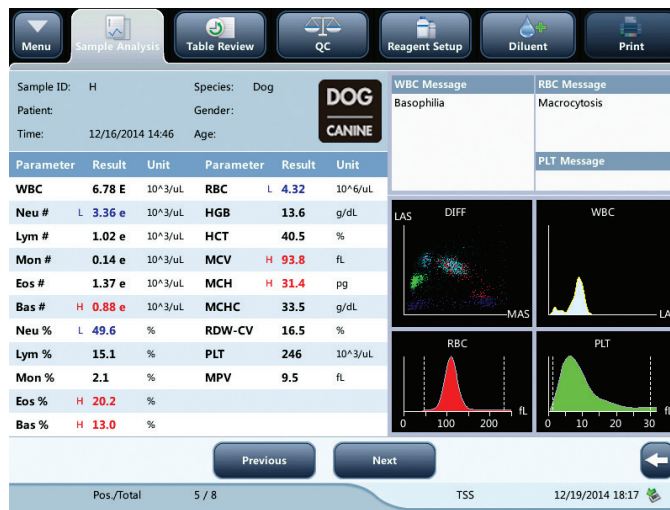 Menu Sample Analysis Table Review QC Reagent Setup Diluent Print
Sample ID: H Species: Dog
Patient: Gender:
Time: 12/16/2014 14:46 Age:
DOG
CANINE
WBC Message RBC Message
Basophilia Macrocytosis
PLT Message
Parameter Result Unit Parameter Result Unit
WBC 6.78 E 10^3/uL RBC L 4.32 10^6/uL
Neu # L 3.36 e 10^3/uL HGB 13.6 g/dL
Lym # 1.02 e 10^3/uL HCT 40.5 %
Mon # 0.14 e 10^3/uL MCV H 93.8 fL
Eos # 1.37 e 10^3/uL MCH H 31.4 pg
Bas # H 0.88 e 10^3/uL MCHC 33.5 g/dL
Neu % L 49.6 % RDW-CV 16.5 %
Lym % 15.1 % PLT 246 10^3/uL
Mon % 2.1 % MPV 9.5 fL
Eos % H 20.2 %
Bas % H 13.0 %
LAS DIFF
MAS
WBC
LA
RBC
fL
0 100 200
PLT
fL
0 10 20 30
Previous Next
Pos./Total 5 / 8 TSS 12/19/2014 18:17